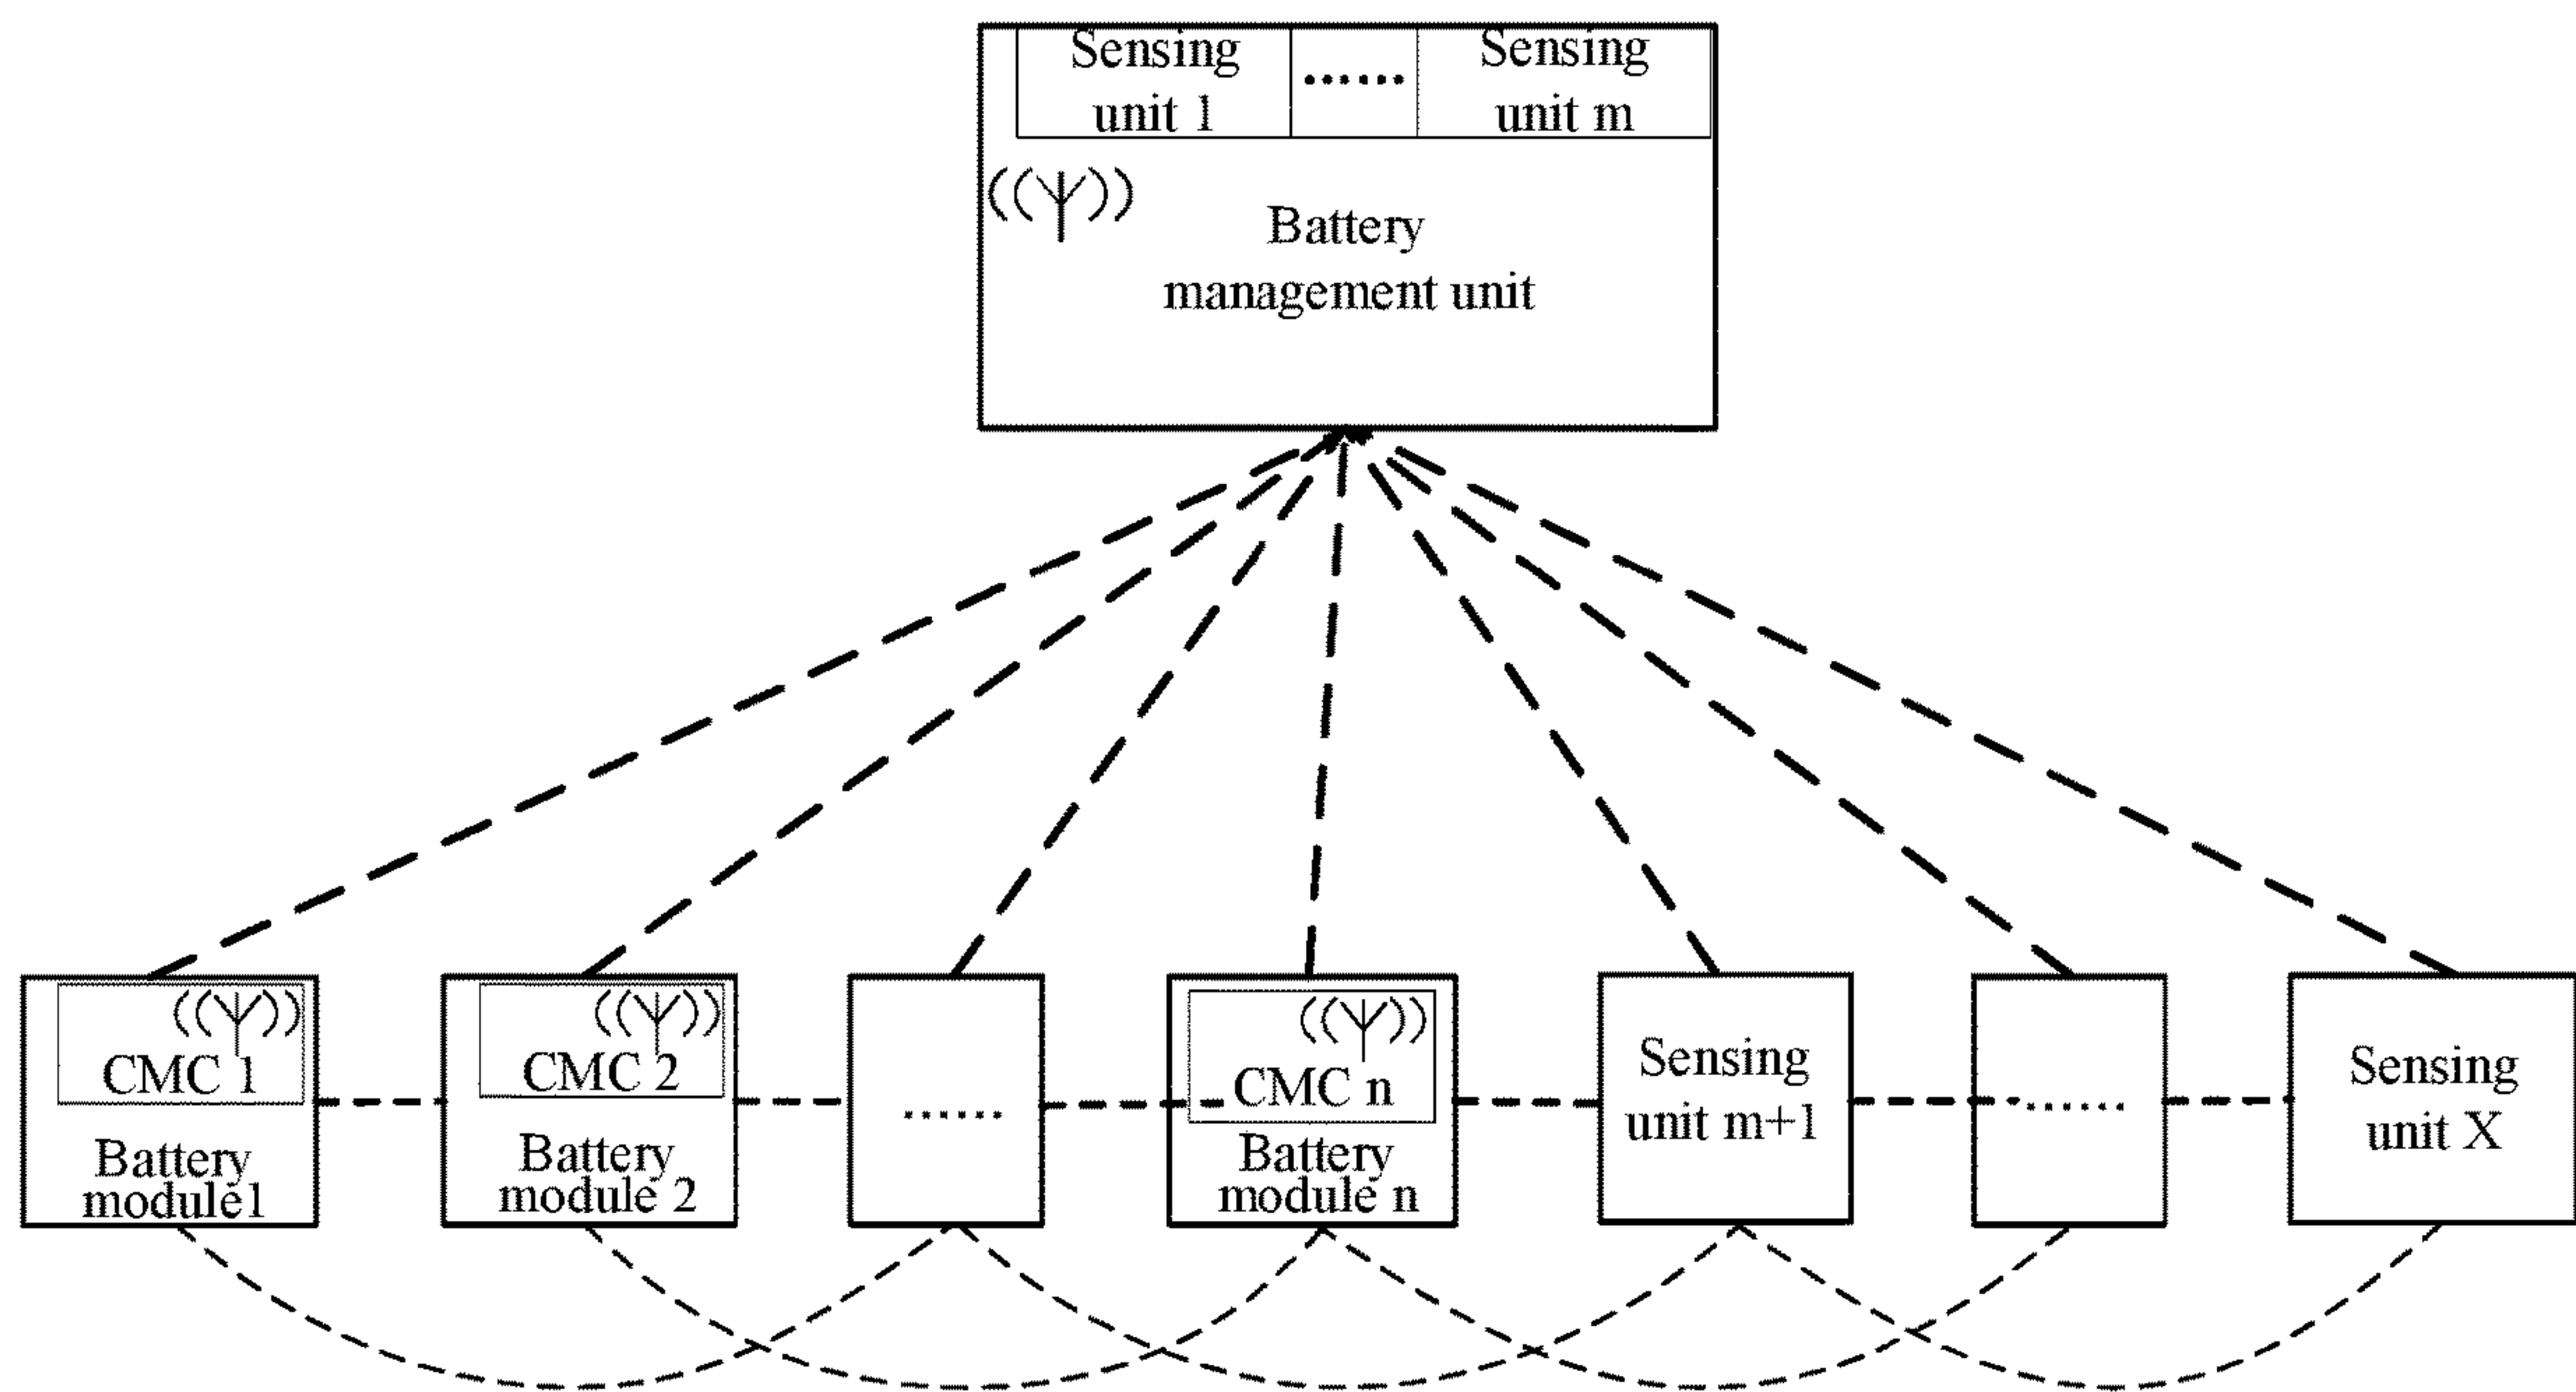 Sensing
unit 1
......
Sensing
unit m
Battery
management unit
CMC 1
Battery
module1
CMC 2
Battery
module 2
......
CMC n
Battery
module n
Sensing
unit m+1
......
Sensing
unit X